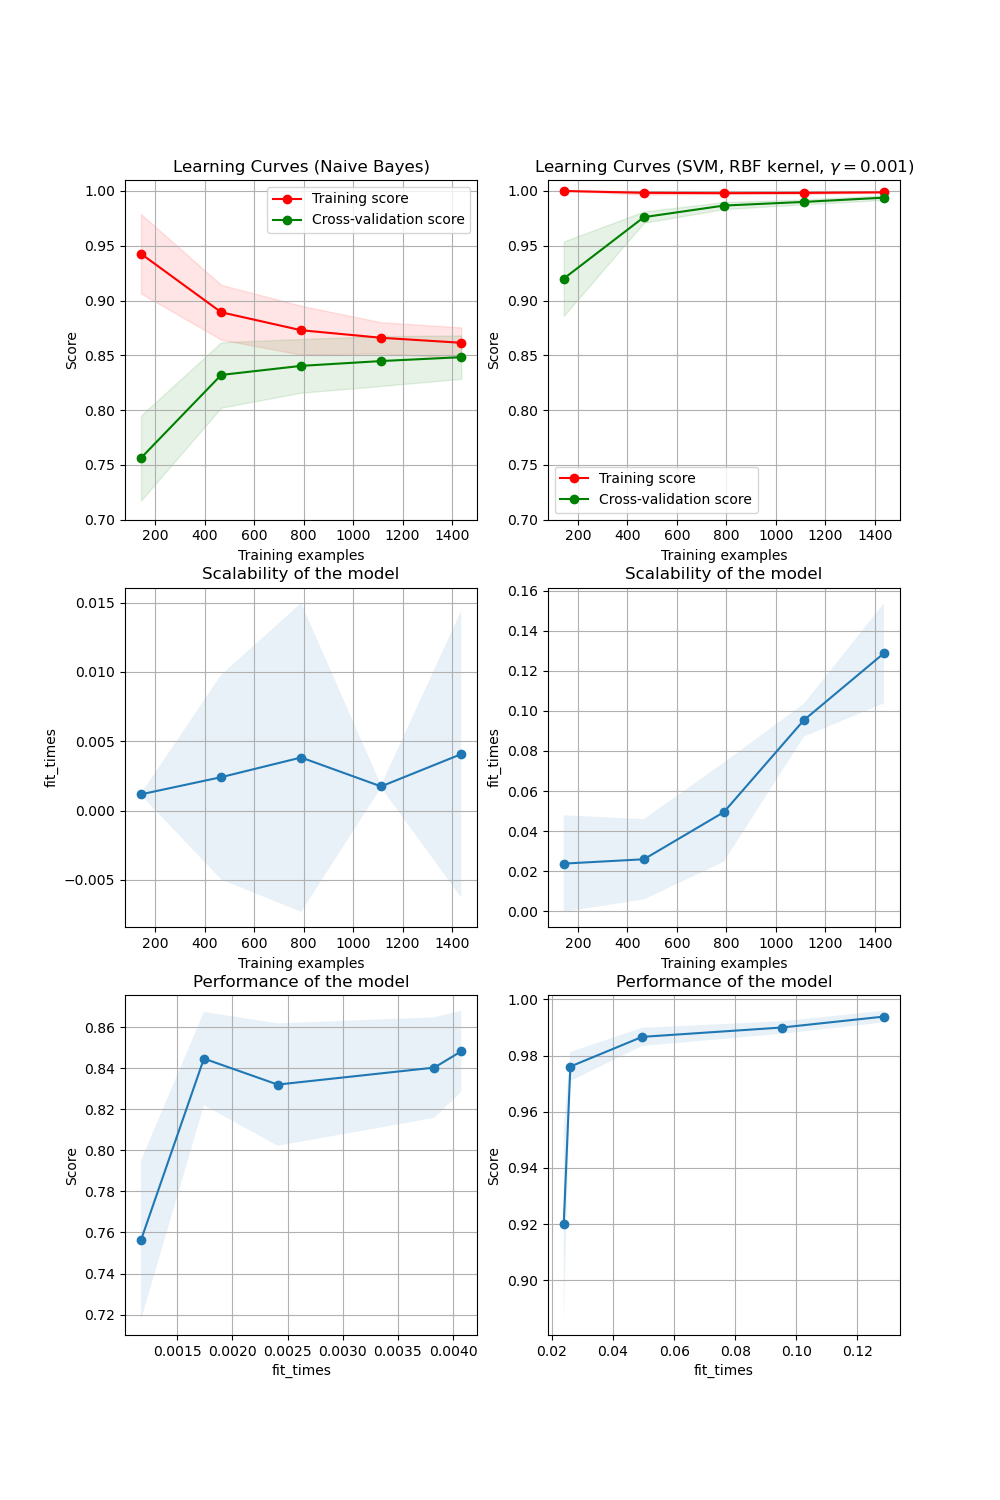 Learning Curves (Naive Bayes)
Training score
Cross-validation score
1.00
0.95
0.90
0.85
0.80
0.75
0.70
Score
200 400 600 800 1000 1200 1400
Training examples
Learning Curves (SVM, RBF kernel, γ = 0.001)
1.00
0.95
0.90
0.85
0.80
0.75
0.70
Score
Training score
Cross-validation score
200 400 600 800 1000 1200 1400
Training examples
Scalability of the model
0.015
0.010
0.005
0.000
−0.005
fit_times
200 400 600 800 1000 1200 1400
Training examples
Scalability of the model
0.16
0.14
0.12
0.10
0.08
0.06
0.04
0.02
0.00
fit_times
200 400 600 800 1000 1200 1400
Training examples
Performance of the model
0.86
0.84
0.82
0.80
0.78
0.76
0.74
0.72
Score
0.0015 0.0020 0.0025 0.0030 0.0035 0.0040
fit_times
Performance of the model
1.00
0.98
0.96
0.94
0.92
0.90
Score
0.02 0.04 0.06 0.08 0.10 0.12
fit_times